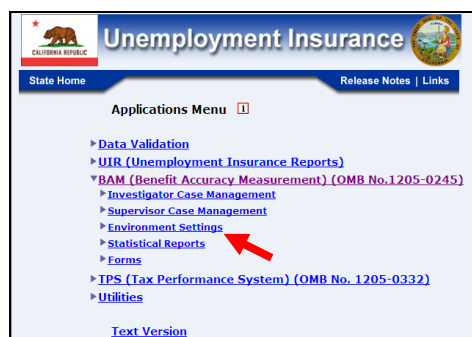 CALIFORNIA REPUBLIC
Unemployment Insurance
State Home
Release Notes | Links
Applications Menu i
Data Validation
UIR (Unemployment Insurance Reports)
BAM (Benefit Accuracy Measurement) (OMB No.1205-0245)
Investigator Case Management
Supervisor Case Management
Environment Settings
Statistical Reports
Forms
TPS (Tax Performance System) (OMB No. 1205-0332)
Utilities
Text Version